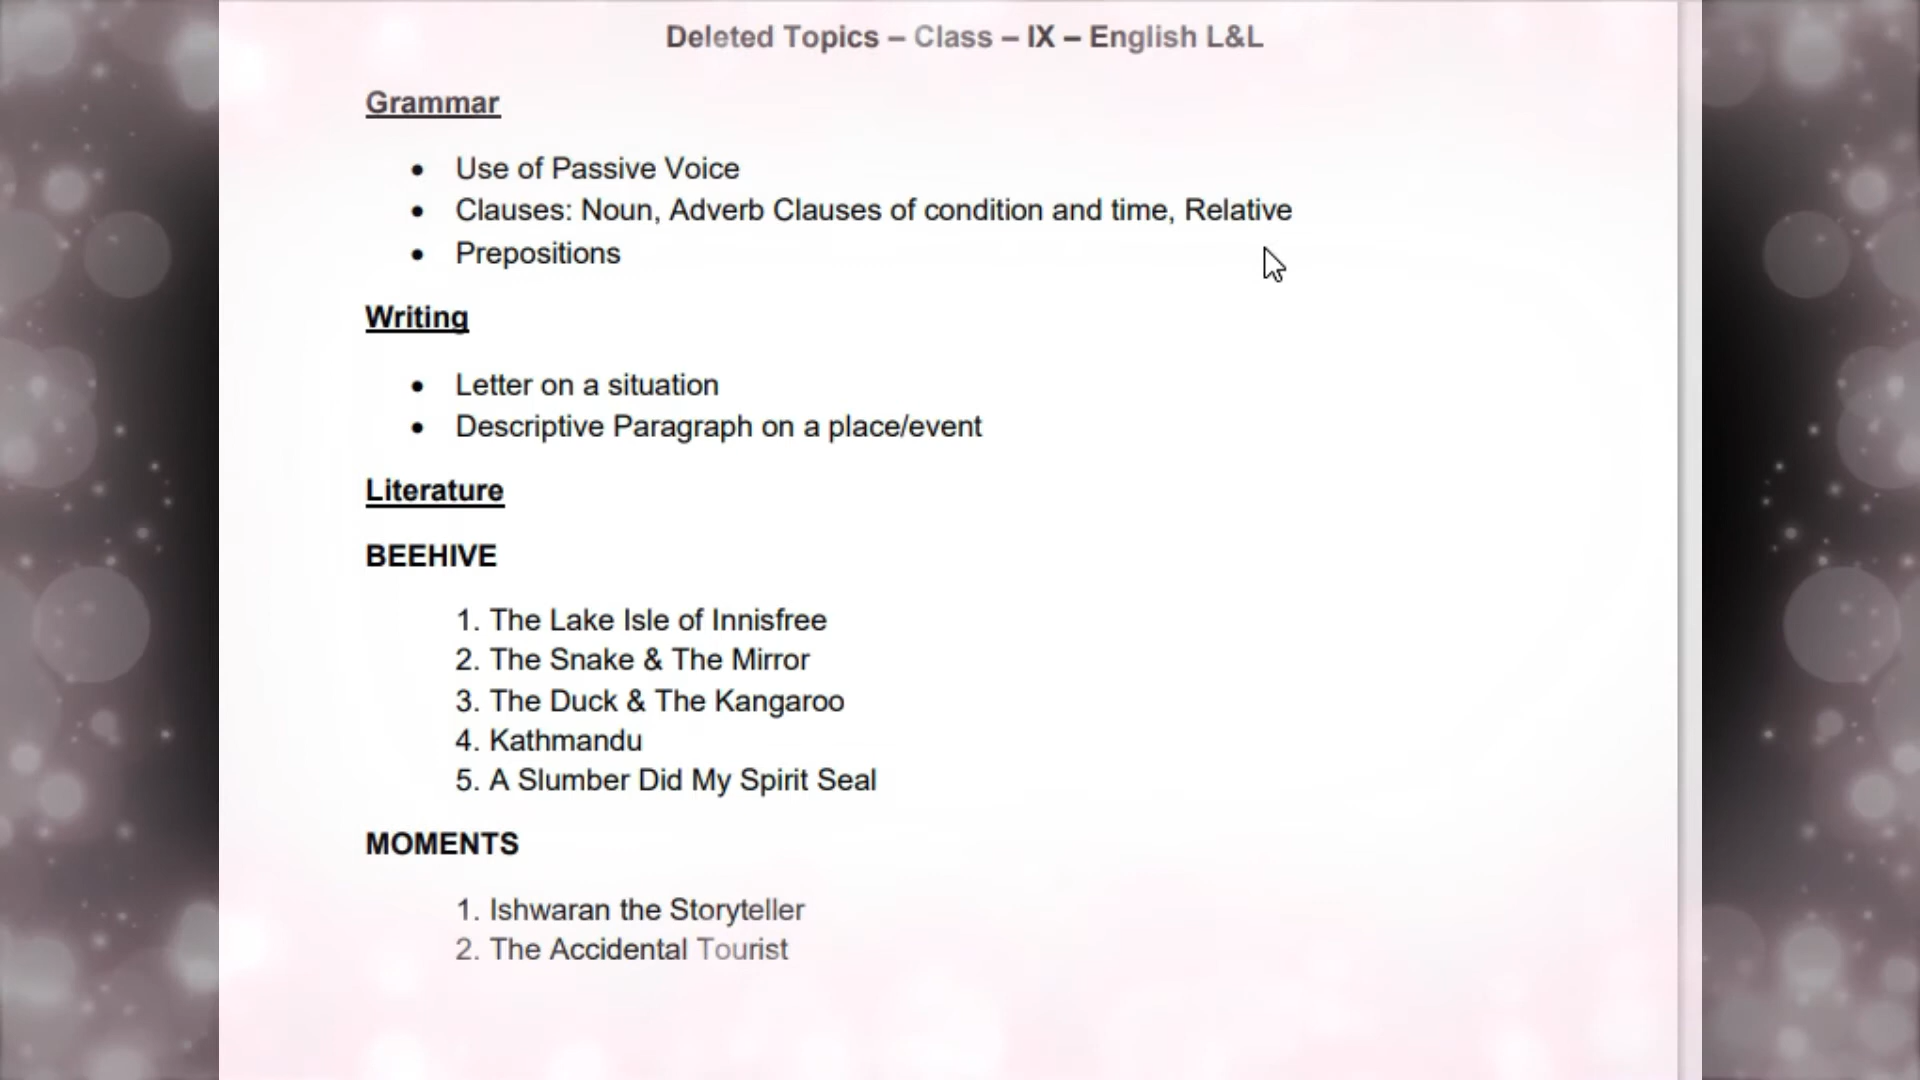 Deleted Topics – Class – IX – English L&L
Grammar
• Use of Passive Voice
• Clauses: Noun, Adverb Clauses of condition and time, Relative
• Prepositions
Writing
• Letter on a situation
• Descriptive Paragraph on a place/event
Literature
BEEHIVE
1. The Lake Isle of Innisfree
2. The Snake & The Mirror
3. The Duck & The Kangaroo
4. Kathmandu
5. A Slumber Did My Spirit Seal
MOMENTS
1. Ishwaran the Storyteller
2. The Accidental Tourist